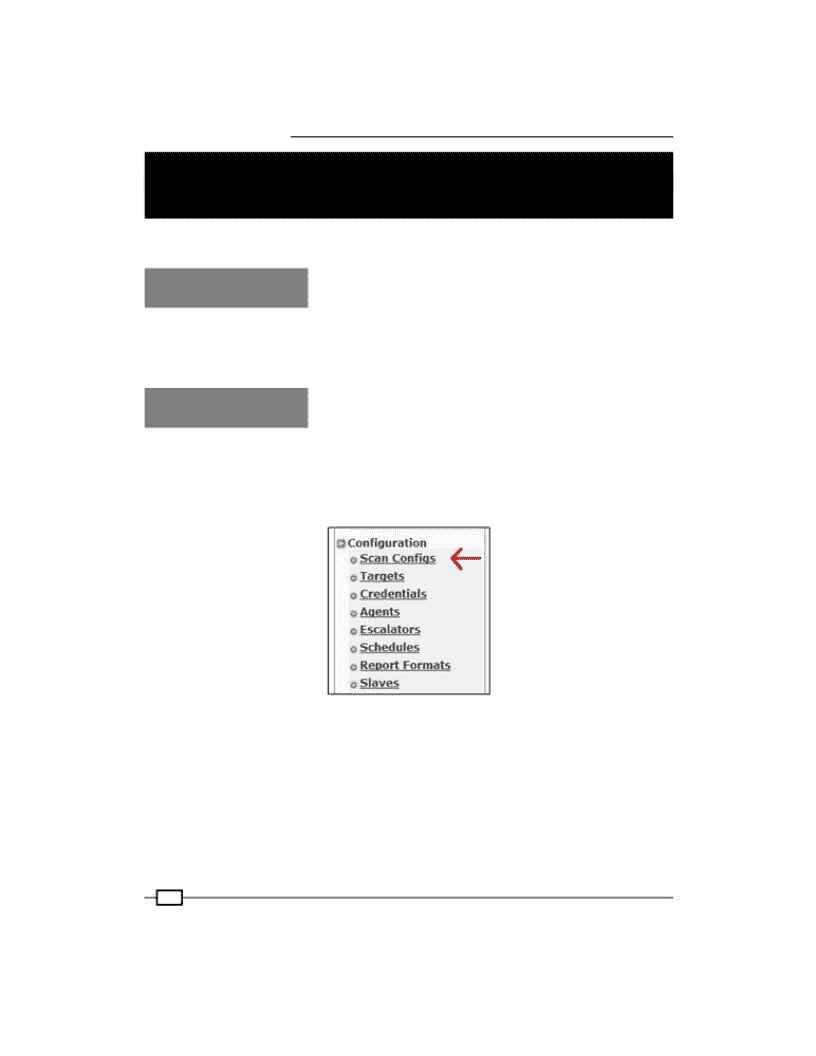 Configuration
Scan Configs
Targets
Credentials
Agents
Escalators
Schedules
Report Formats
Slaves